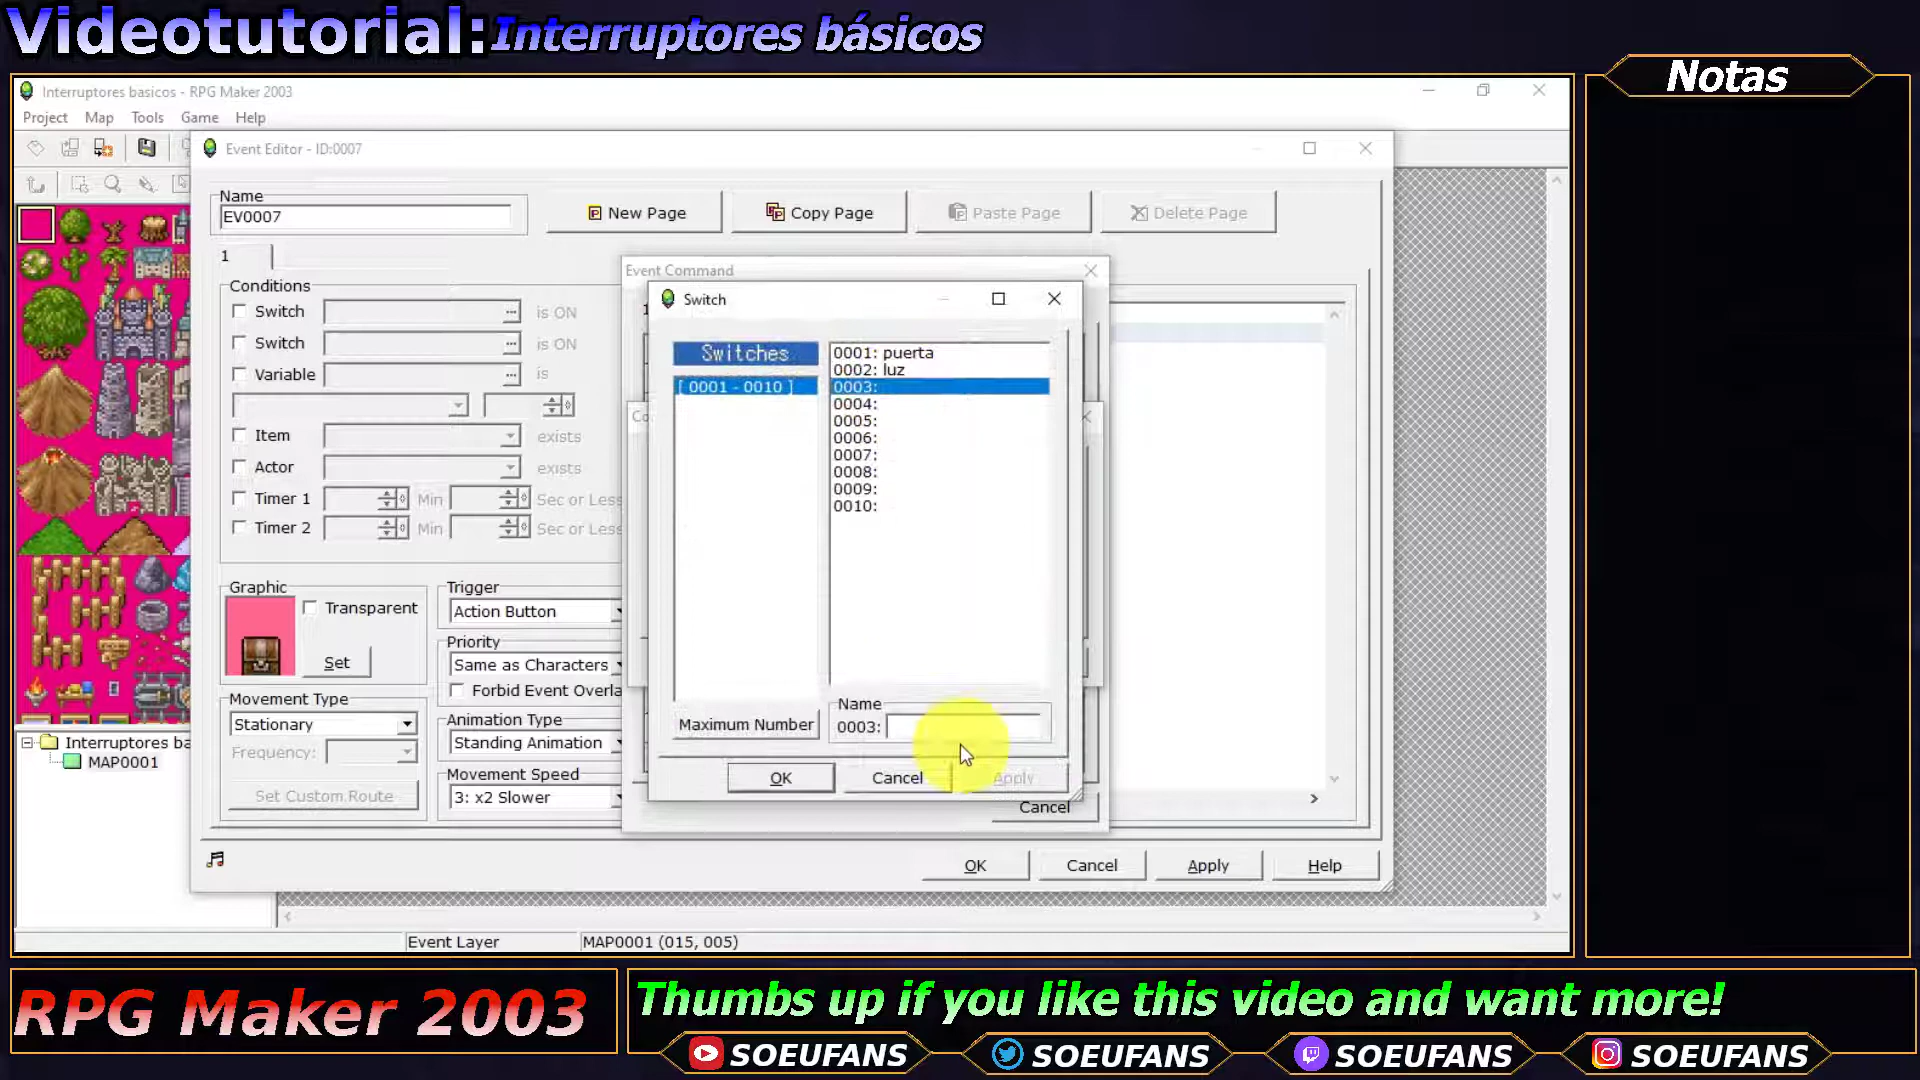 Videotutorial: Interruptores básicos
Notas
Interruptores basicos - RPG Maker 2003
Project Map Tools Game Help
Event Editor - ID:0007
Name
EV0007
New Page
Copy Page
Paste Page
Delete Page
1
Conditions
Switch ... is ON
Switch ... is ON
Variable ... is
Item exists
Actor exists
Timer 1 Min Sec or Less
Timer 2 Min Sec or Less
Graphic
Transparent
Set
Movement Type
Stationary
Frequency:
Set Custom Route
Trigger
Action Button
Priority
Same as Characters
Forbid Event Overla
Animation Type
Standing Animation
Movement Speed
3: x2 Slower
Event Command
Co
Cancel
Switch
Switches
[ 0001 - 0010 ]
0001: puerta
0002: luz
0003:
0004:
0005:
0006:
0007:
0008:
0009:
0010:
Maximum Number
Name
0003:
OK
Cancel
Apply
OK
Cancel
Apply
Help
Interruptores ba
MAP0001
Event Layer
MAP0001 (015, 005)
RPG Maker 2003
Thumbs up if you like this video and want more!
SOEUFANS
SOEUFANS
SOEUFANS
SOEUFANS